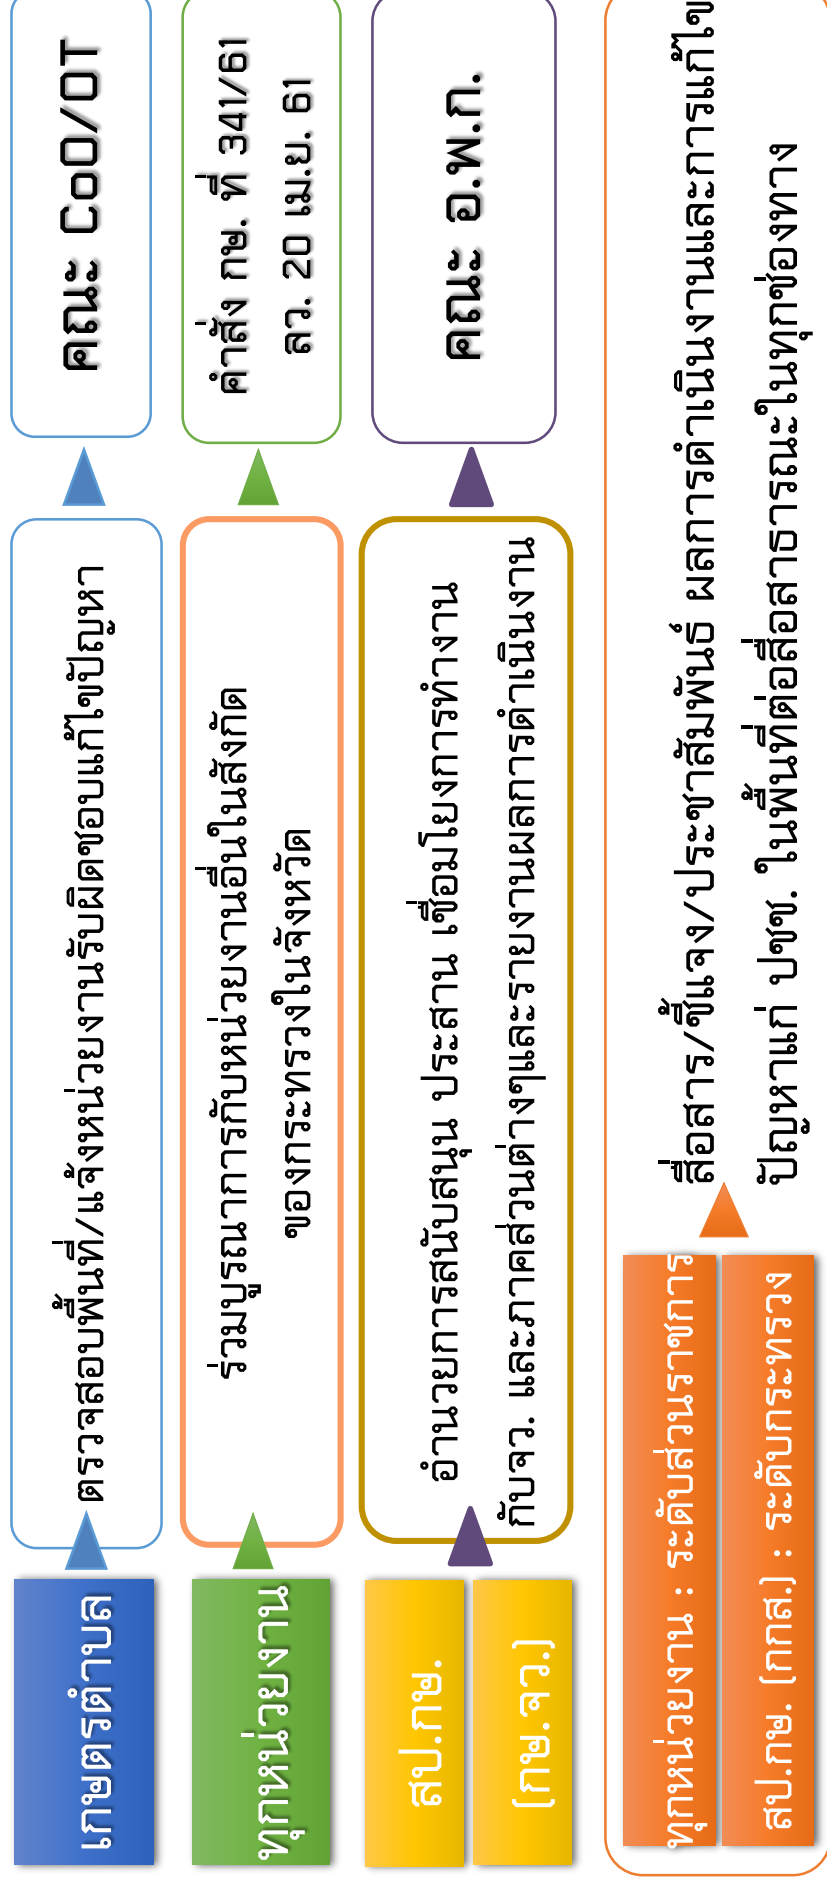 เกษตรตำบล
ตรวจสอบพื้นที่/แจ้งหน่วยงานรับผิดชอบแก้ไขปัญหา
คณะ CoO/OT
ทุกหน่วยงาน
ร่วมบูรณาการกับหน่วยงานอื่นในสังกัด
ของกระทรวงในจังหวัด
คำสั่ง กษ. ที่ 341/61
ลว. 20 เม.ย. 61
สป.กษ.
(กษ.จว.)
อำนวยการสนับสนุน ประสาน เชื่อมโยงการทำงาน
กับจว. และภาคส่วนต่างๆและรายงานผลการดำเนินงาน
คณะ อ.พ.ก.
ทุกหน่วยงาน : ระดับส่วนราชการ
สป.กษ. (กกส.) : ระดับกระทรวง
สื่อสาร/ชี้แจง/ประชาสัมพันธ์ ผลการดำเนินงานและการแก้ไข
ปัญหาแก่ ปชช. ในพื้นที่ต่อสื่อสาธารณะในทุกช่องทาง